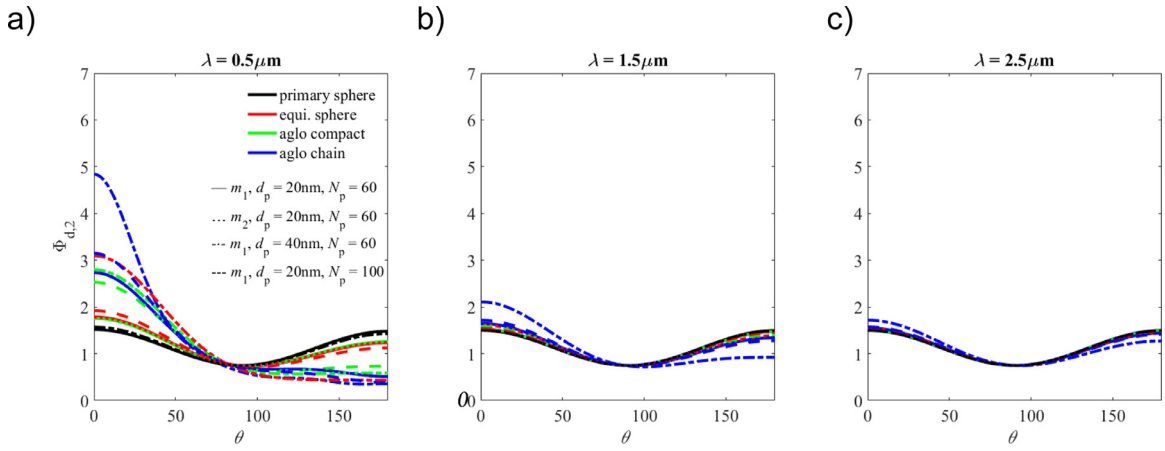 a)
λ = 0.5μm
7
6
5
4
3
2
1
0
0 50 100 150
θ
Φd,2
primary sphere
equi. sphere
aglo compact
aglo chain
m1, dp = 20nm, Np = 60
m2, dp = 20nm, Np = 60
m1, dp = 40nm, Np = 60
m1, dp = 20nm, Np = 100
b)
λ = 1.5μm
7
6
5
4
3
2
1
0
0 50 100 150
θ
c)
λ = 2.5μm
7
6
5
4
3
2
1
0
0 50 100 150
θ